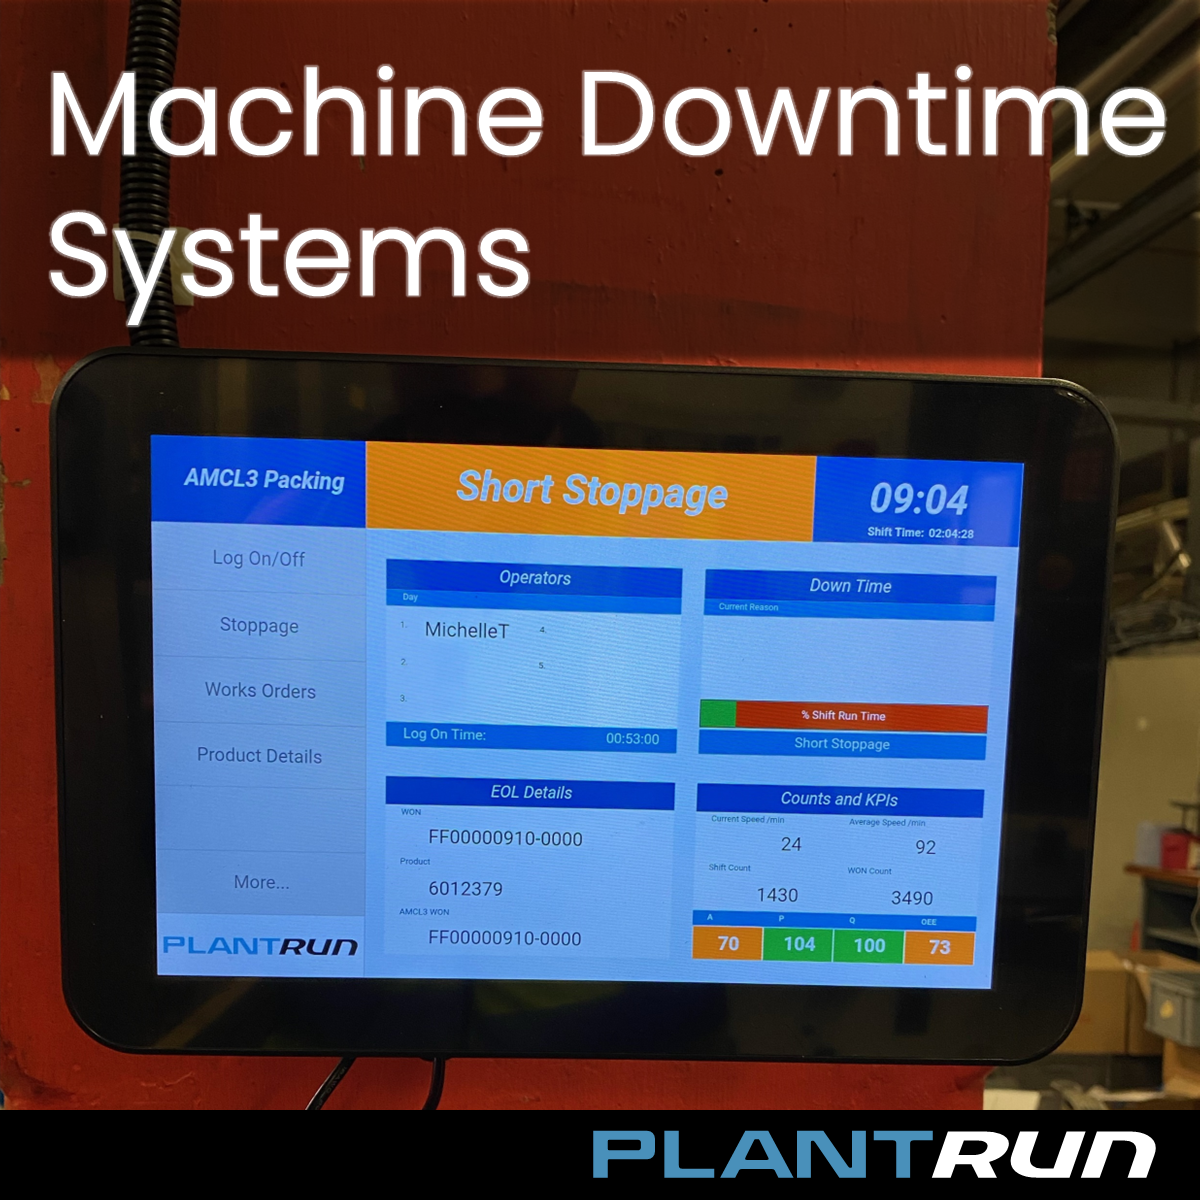 Machine Downtime
Systems
AMCL3 Packing
Short Stoppage
09:04
Shift Time: 02:04:28
Log On/Off
Stoppage
Works Orders
Product Details
More...
PLANTRUN
Operators
Day
1. MichelleT 4.
2. 5.
3.
Log On Time: 00:53:00
Down Time
Current Reason
% Shift Run Time
Short Stoppage
EOL Details
WON
FF00000910-0000
Product
6012379
AMCL3 WON
FF00000910-0000
Counts and KPIs
Current Speed /min Average Speed /min
24 92
Shift Count WON Count
1430 3490
A P Q OEE
70 104 100 73
PLANTRUN